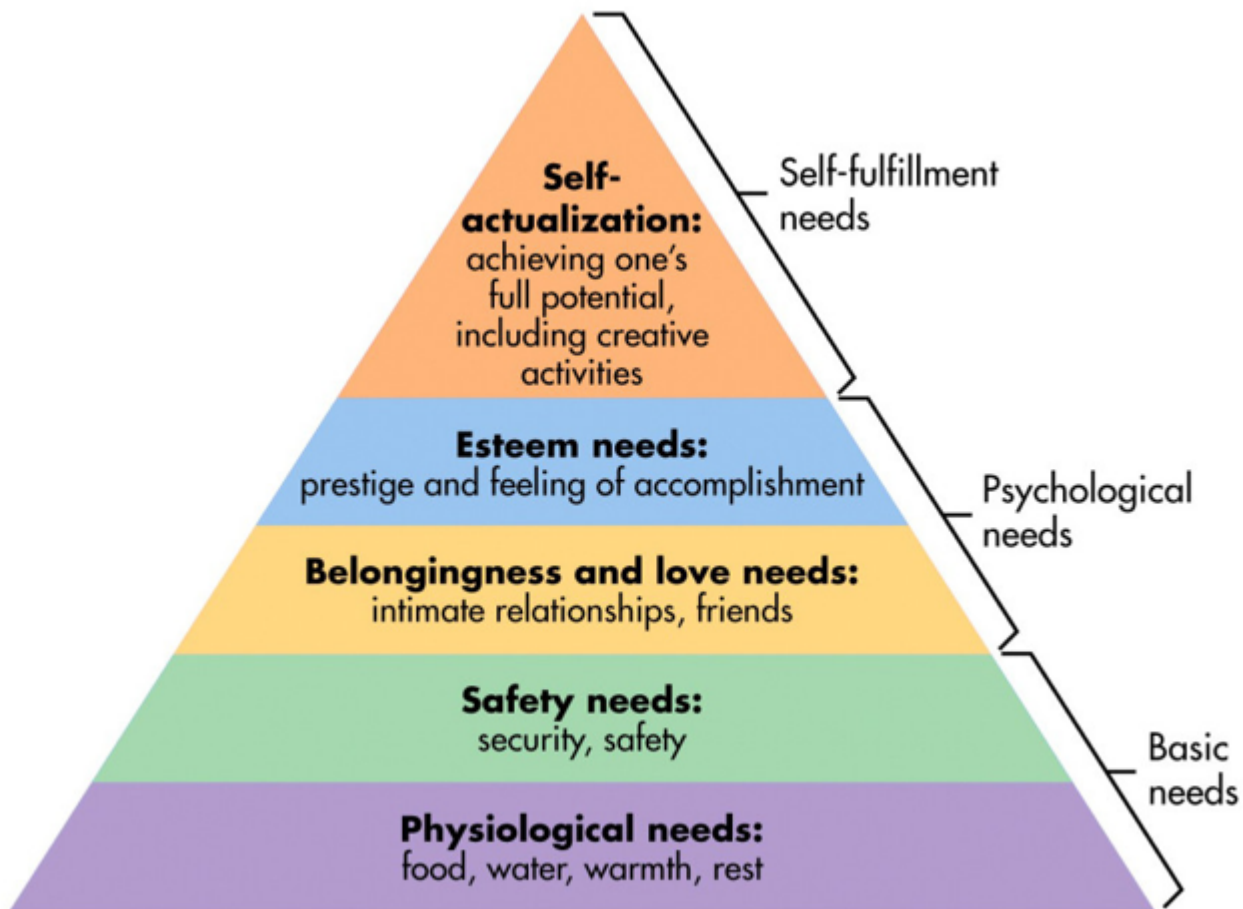 Self-
actualization:
achieving one's
full potential,
including creative
activities
Self-fulfillment
needs
Esteem needs:
prestige and feeling of accomplishment
Belongingness and love needs:
intimate relationships, friends
Psychological
needs
Safety needs:
security, safety
Physiological needs:
food, water, warmth, rest
Basic
needs